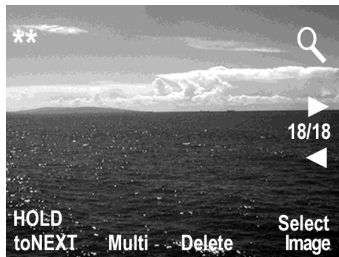 **
18/18
HOLD
toNEXT
Multi
Delete
Select
Image